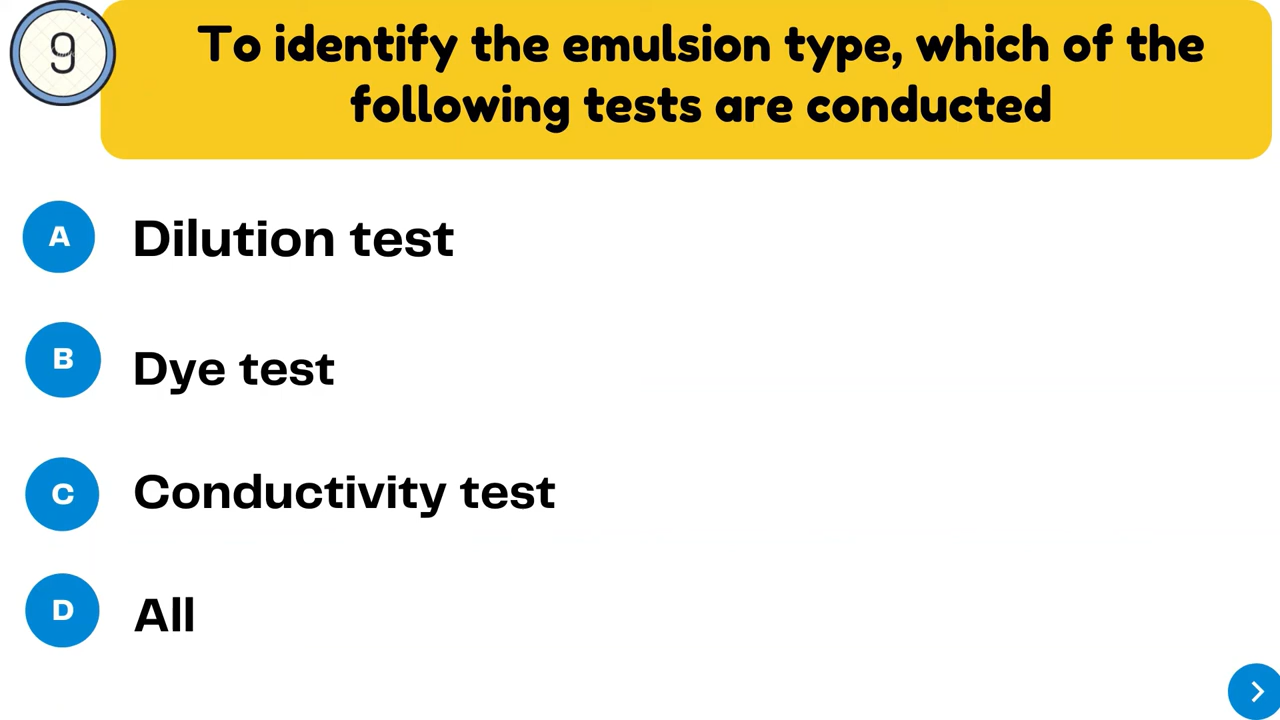 9
To identify the emulsion type, which of the
following tests are conducted
A Dilution test
B Dye test
C Conductivity test
D All